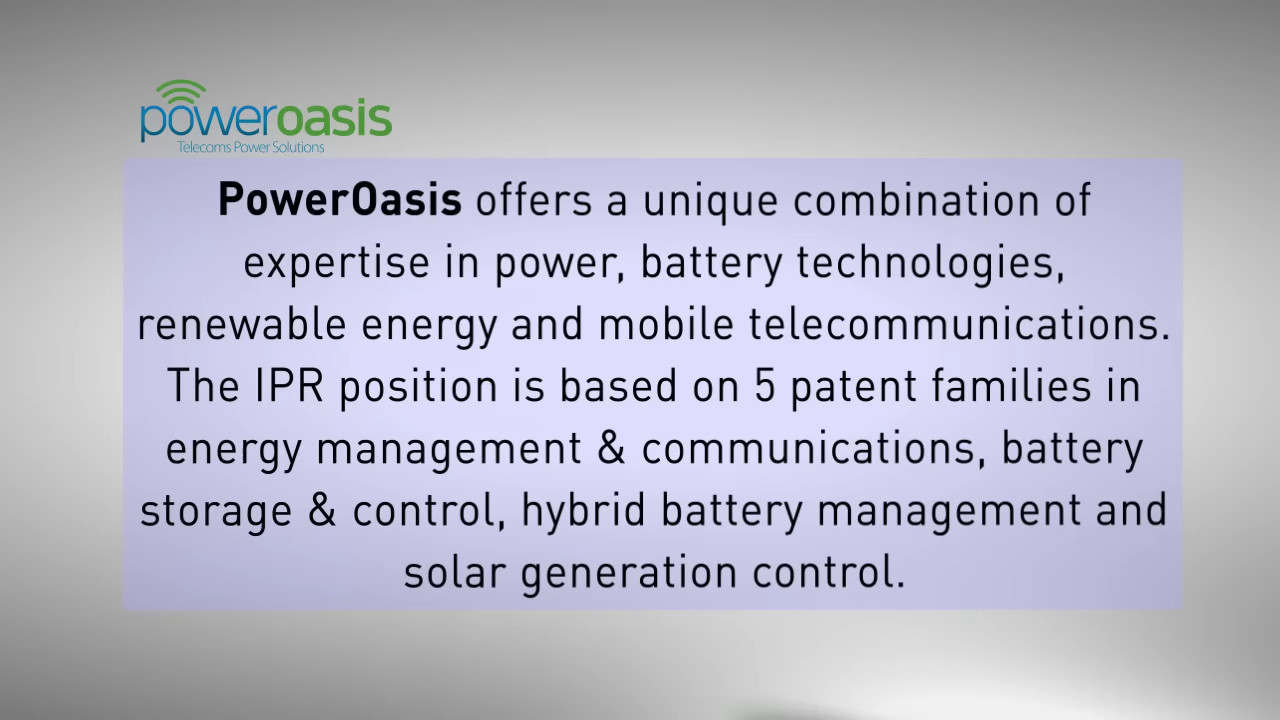 poweroasis
Telecoms Power Solutions
PowerOasis offers a unique combination of
expertise in power, battery technologies,
renewable energy and mobile telecommunications.
The IPR position is based on 5 patent families in
energy management & communications, battery
storage & control, hybrid battery management and
solar generation control.